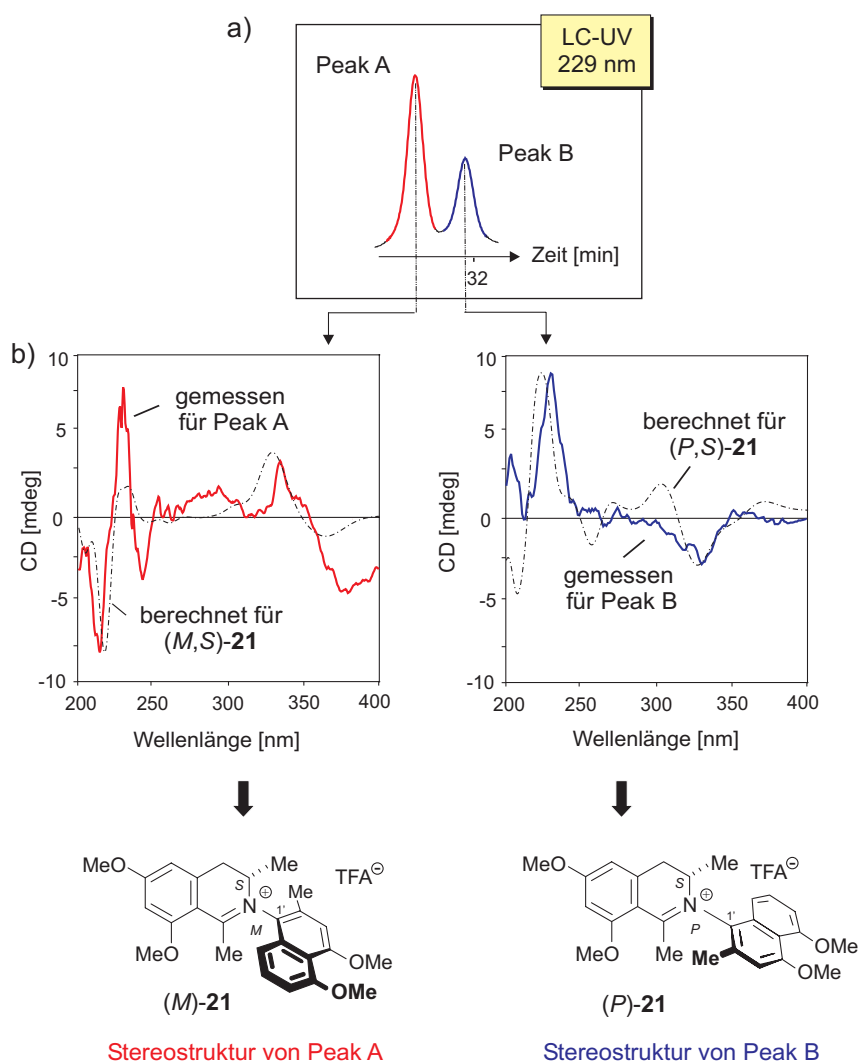 a)
LC-UV
229 nm
Peak A
Peak B
Zeit [min]
32
b)
10
5
0
-5
-10
CD [mdeg]
gemessen
für Peak A
berechnet für
(M,S)-21
200
250
300
350
400
Wellenlänge [nm]
10
5
0
-5
-10
CD [mdeg]
berechnet für
(P,S)-21
gemessen
für Peak B
200
250
300
350
400
Wellenlänge [nm]
MeO
S
Me
TFA⊖
N
⊕
1'
Me
M
MeO
Me
OMe
OMe
(M)-21
MeO
S
Me
TFA⊖
N
⊕
1'
P
MeO
Me
Me
OMe
OMe
(P)-21
Stereostruktur von Peak A
Stereostruktur von Peak B